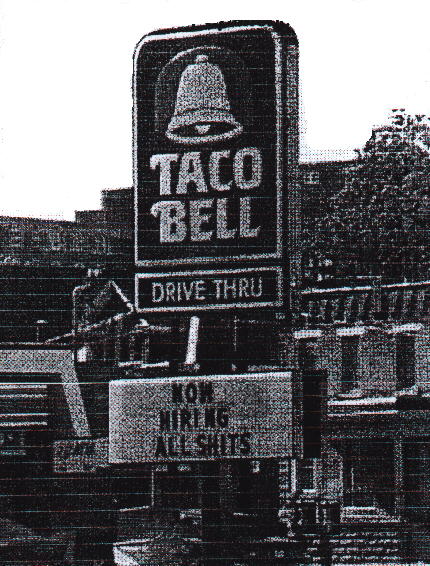 TACO
BELL
DRIVE THRU
NOW
HIRING
ALL SHITS